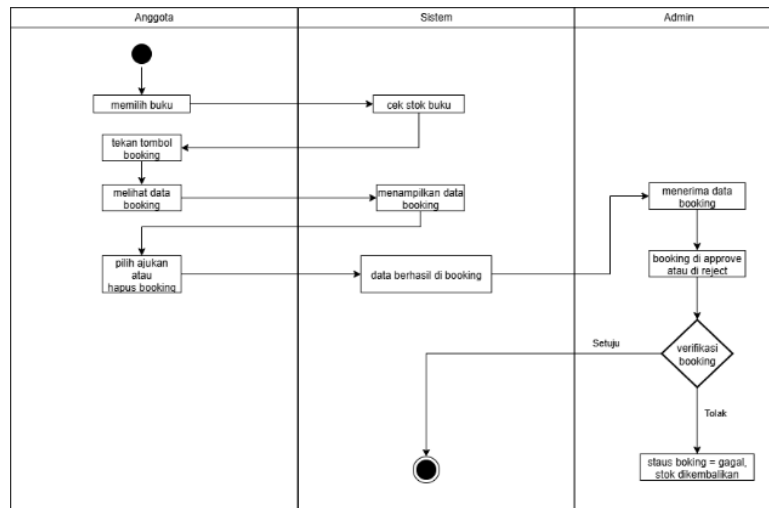 Anggota
Sistem
Admin
memilih buku
cek stok buku
tekan tombol
booking
melihat data
booking
menampilkan data
booking
menerima data
booking
pilih ajukan
atau
hapus booking
data berhasil di booking
booking di approve
atau di reject
Setuju
verifikasi
booking
Tolak
staus boking = gagal,
stok dikembalikan